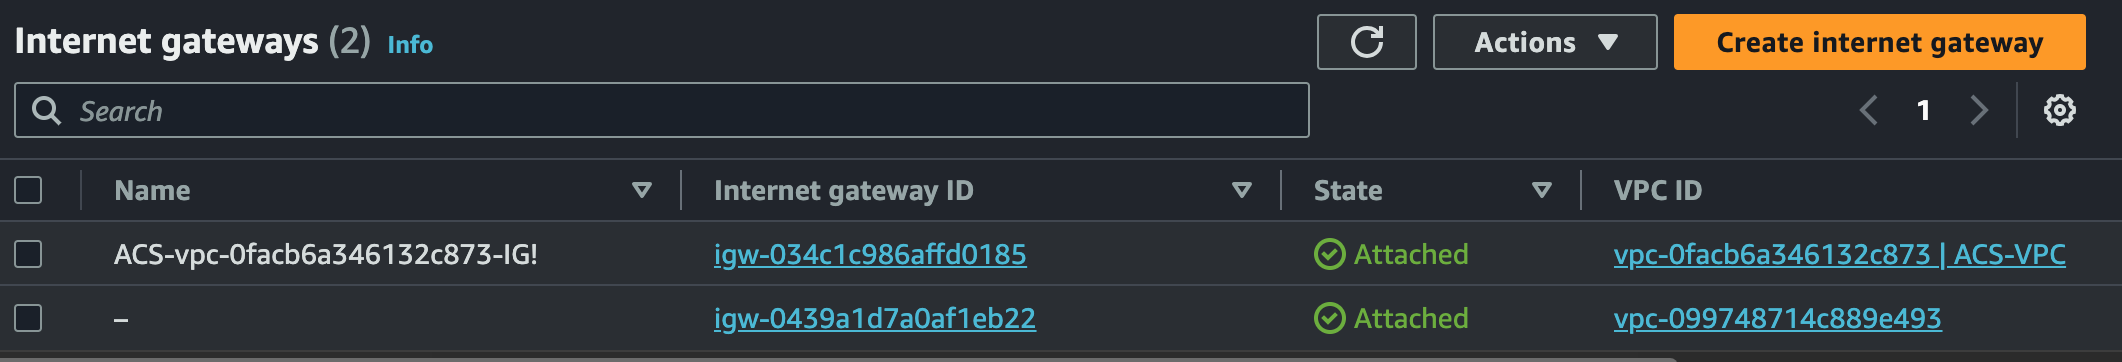 Internet gateways (2) Info Actions Create internet gateway
Search 1
Name Internet gateway ID State VPC ID
ACS-vpc-0facb6a346132c873-IG! igw-034c1c986affd0185 Attached vpc-0facb6a346132c873 | ACS-VPC
– igw-0439a1d7a0af1eb22 Attached vpc-099748714c889e493